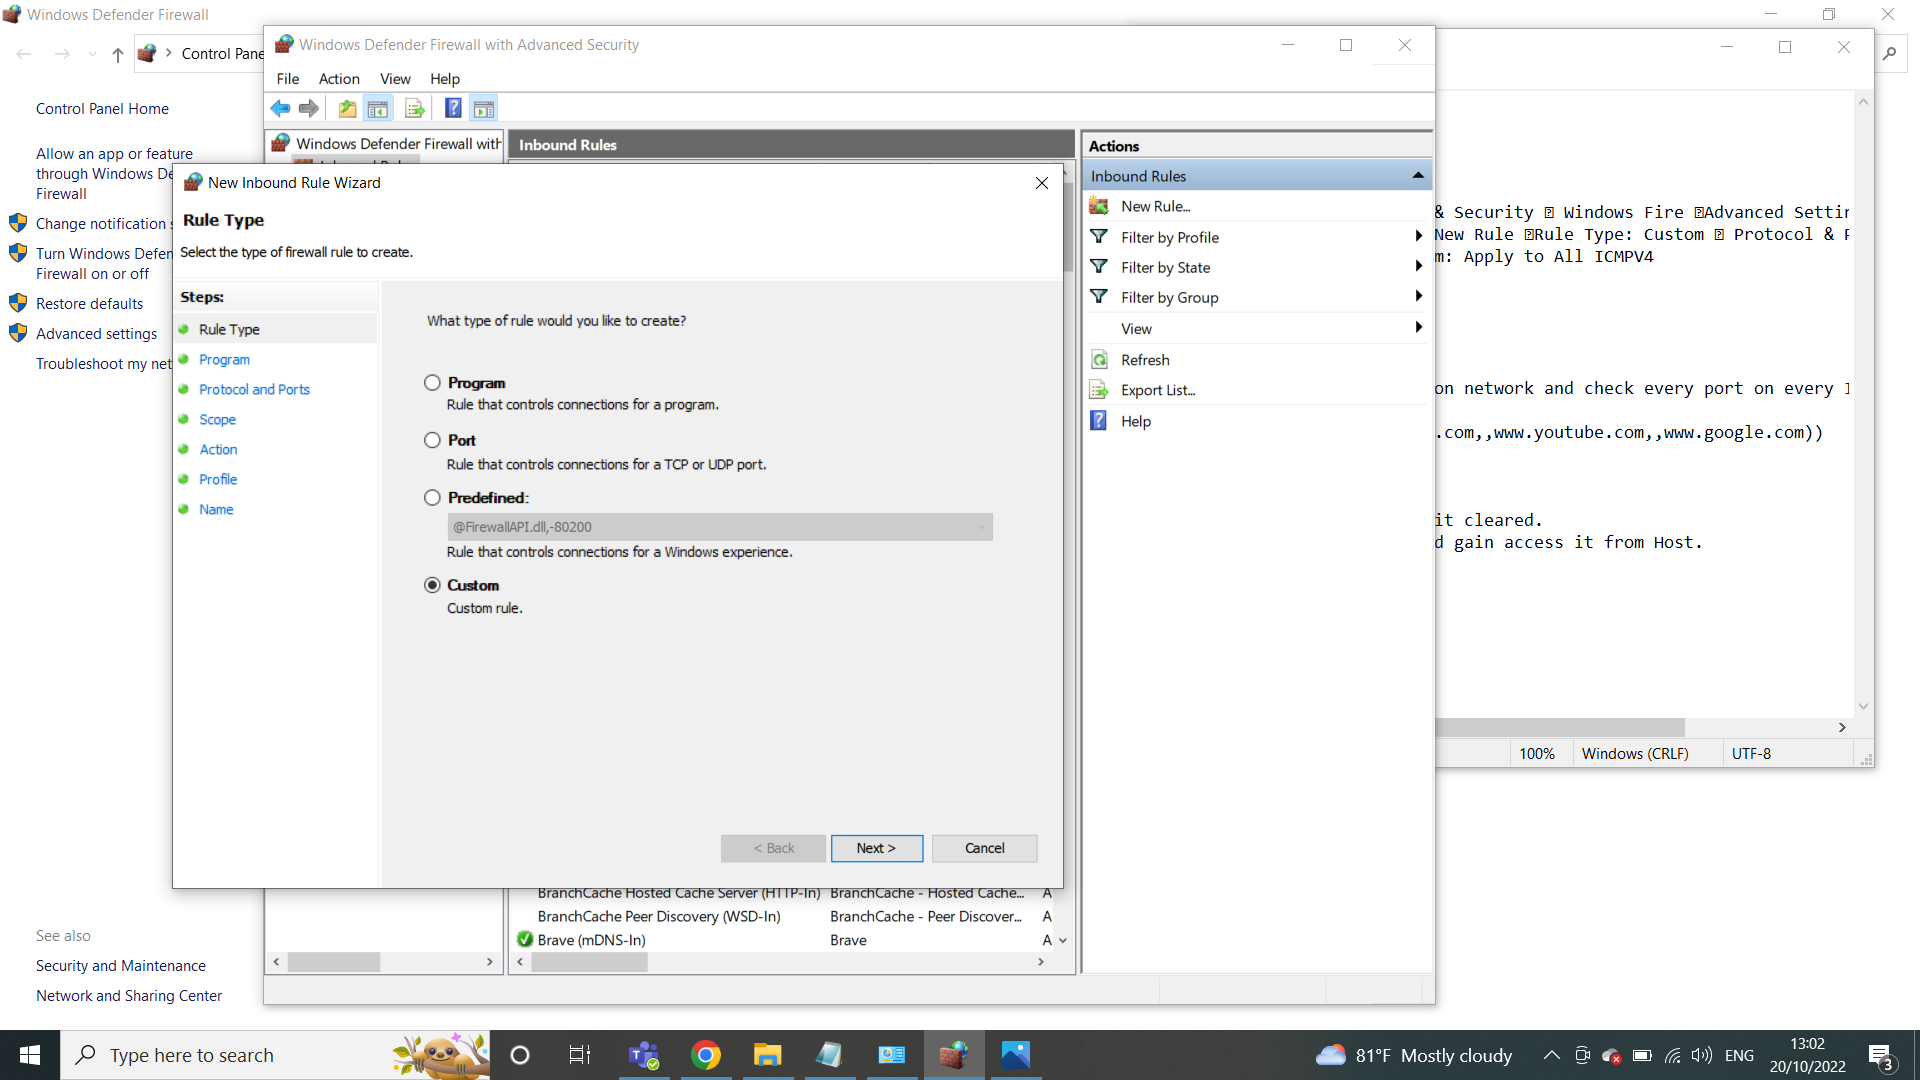 Windows Defender Firewall
Control Pane
Control Panel Home
Allow an app or feature
through Windows De
Firewall
Change notification s
Turn Windows Defen
Firewall on or off
Restore defaults
Advanced settings
Troubleshoot my net
See also
Security and Maintenance
Network and Sharing Center
Windows Defender Firewall with Advanced Security
File Action View Help
Windows Defender Firewall with
Inbound Rules
New Inbound Rule Wizard
Rule Type
Select the type of firewall rule to create.
Steps:
Rule Type
Program
Protocol and Ports
Scope
Action
Profile
Name
What type of rule would you like to create?
Program
Rule that controls connections for a program.
Port
Rule that controls connections for a TCP or UDP port.
Predefined:
@FirewallAPI.dll,-80200
Rule that controls connections for a Windows experience.
Custom
Custom rule.
< Back Next > Cancel
BranchCache Hosted Cache Server (HTTP-In) BranchCache - Hosted Cache... A
BranchCache Peer Discovery (WSD-In) BranchCache - Peer Discover... A
Brave (mDNS-In) Brave A
Actions
Inbound Rules
New Rule...
Filter by Profile
Filter by State
Filter by Group
View
Refresh
Export List...
Help
& Security Windows Fire Advanced Settin
New Rule Rule Type: Custom Protocol & P
m: Apply to All ICMPV4
on network and check every port on every I
.com,,www.youtube.com,,www.google.com))
it cleared.
d gain access it from Host.
100% Windows (CRLF) UTF-8
Type here to search
81°F Mostly cloudy
ENG
13:02
20/10/2022
3